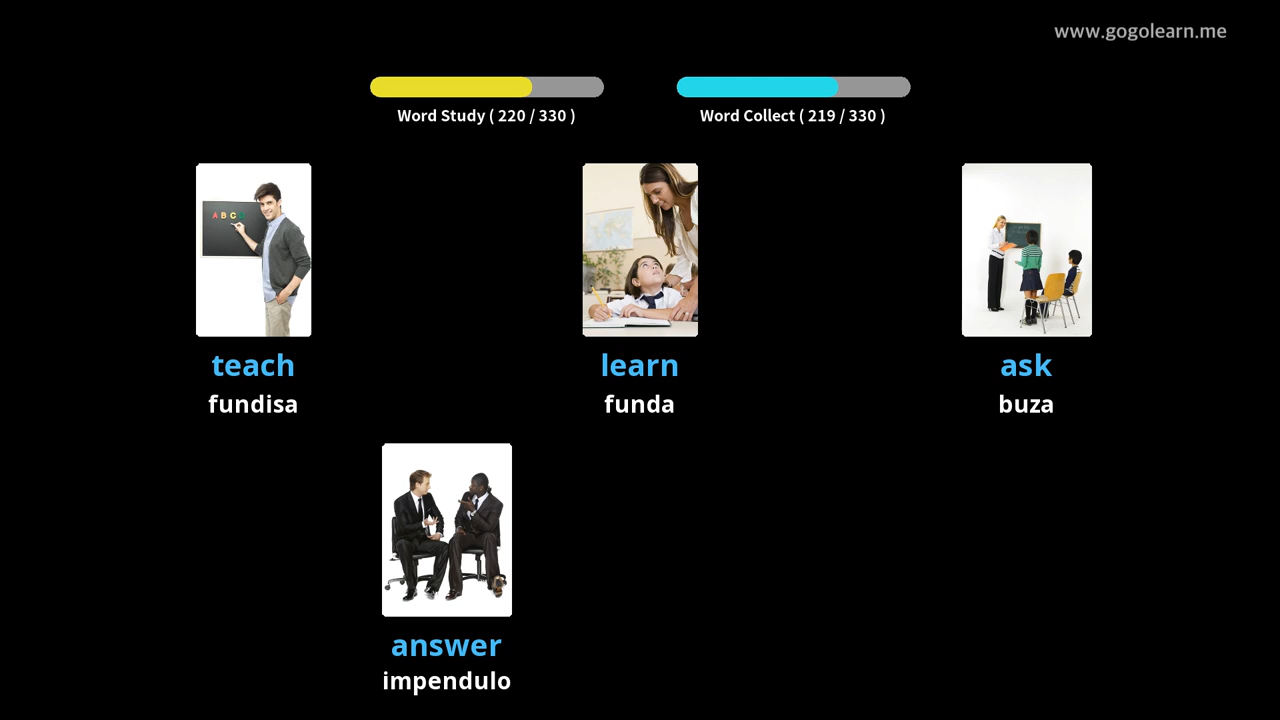 www.gogolearn.me
Word Study ( 220 / 330 )
Word Collect ( 219 / 330 )
A B C D
teach
fundisa
learn
funda
ask
buza
answer
impendulo